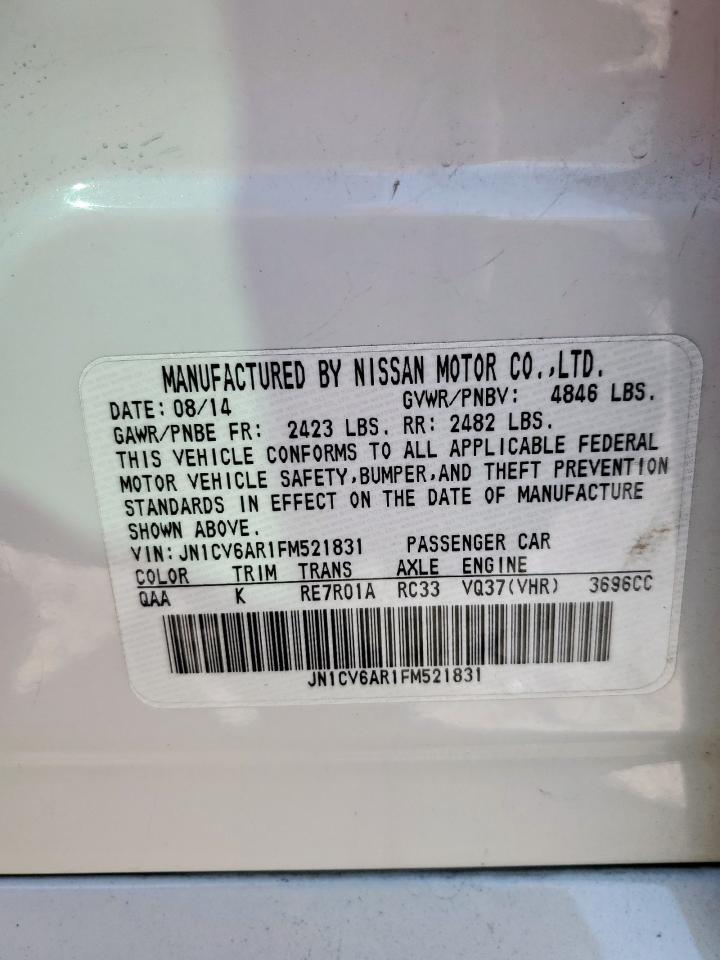 MANUFACTURED BY NISSAN MOTOR CO.,LTD.
DATE: 08/14 GVWR/PNBV: 4846 LBS.
GAWR/PNBE FR: 2423 LBS. RR: 2482 LBS.
THIS VEHICLE CONFORMS TO ALL APPLICABLE FEDERAL
MOTOR VEHICLE SAFETY,BUMPER,AND THEFT PREVENTION
STANDARDS IN EFFECT ON THE DATE OF MANUFACTURE
SHOWN ABOVE.
VIN: JN1CV6AR1FM521831 PASSENGER CAR
COLOR TRIM TRANS AXLE ENGINE
QAA K RE7R01A RC33 VQ37(VHR) 3696CC
JN1CV6AR1FM521831